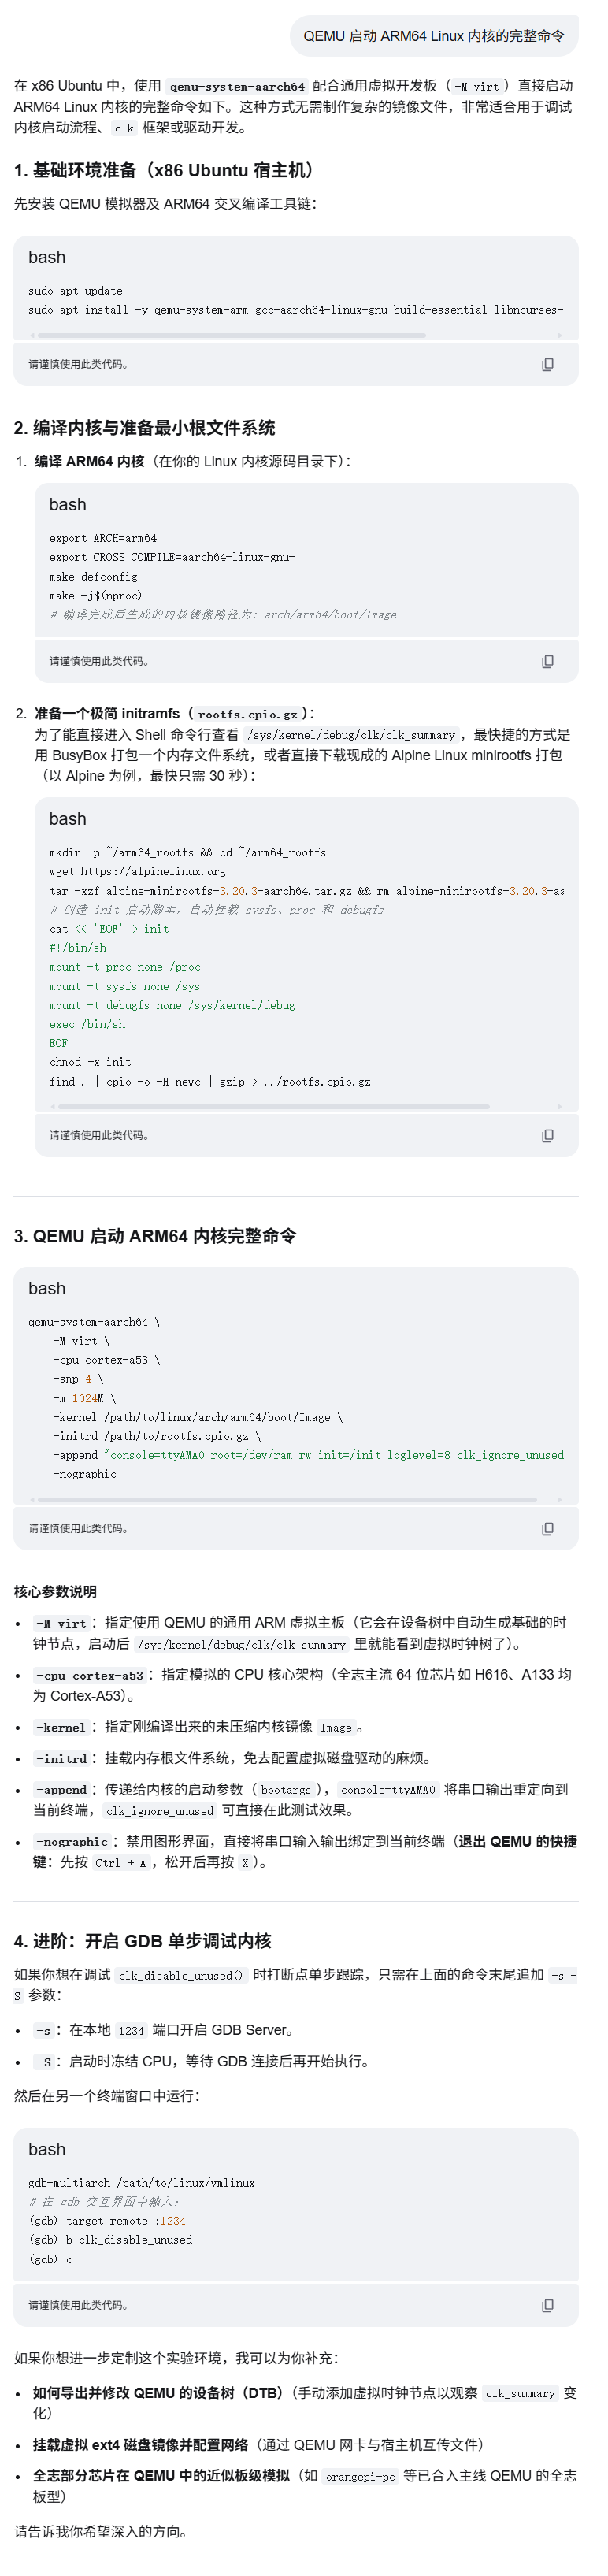 QEMU 启动 ARM64 Linux 内核的完整命令
在 x86 Ubuntu 中，使用 qemu-system-aarch64 配合通用虚拟开发板（-M virt）直接启动
ARM64 Linux 内核的完整命令如下。这种方式无需制作复杂的镜像文件，非常适合用于调试
内核启动流程、clk 框架或驱动开发。
1. 基础环境准备（x86 Ubuntu 宿主机）
先安装 QEMU 模拟器及 ARM64 交叉编译工具链：
bash
sudo apt update
sudo apt install -y qemu-system-arm gcc-aarch64-linux-gnu build-essential libncurses-
请谨慎使用此类代码。
2. 编译内核与准备最小根文件系统
1. 编译 ARM64 内核（在你的 Linux 内核源码目录下）：
bash
export ARCH=arm64
export CROSS_COMPILE=aarch64-linux-gnu-
make defconfig
make -j$(nproc)
# 编译完成后生成的内核镜像路径为: arch/arm64/boot/Image
请谨慎使用此类代码。
2. 准备一个极简 initramfs（rootfs.cpio.gz）：
为了能直接进入 Shell 命令行查看 /sys/kernel/debug/clk/clk_summary，最快捷的方式是
用 BusyBox 打包一个内存文件系统，或者直接下载现成的 Alpine Linux minirootfs 打包
（以 Alpine 为例，最快只需 30 秒）：
bash
mkdir -p ~/arm64_rootfs && cd ~/arm64_rootfs
wget https://alpinelinux.org
tar -xzf alpine-minirootfs-3.20.3-aarch64.tar.gz && rm alpine-minirootfs-3.20.3-aa
# 创建 init 启动脚本，自动挂载 sysfs、proc 和 debugfs
cat << 'EOF' > init
#!/bin/sh
mount -t proc none /proc
mount -t sysfs none /sys
mount -t debugfs none /sys/kernel/debug
exec /bin/sh
EOF
chmod +x init
find . | cpio -o -H newc | gzip > ../rootfs.cpio.gz
请谨慎使用此类代码。
3. QEMU 启动 ARM64 内核完整命令
bash
qemu-system-aarch64 \
-M virt \
-cpu cortex-a53 \
-smp 4 \
-m 1024M \
-kernel /path/to/linux/arch/arm64/boot/Image \
-initrd /path/to/rootfs.cpio.gz \
-append "console=ttyAMA0 root=/dev/ram rw init=/init loglevel=8 clk_ignore_unused
-nographic
请谨慎使用此类代码。
核心参数说明
• -M virt：指定使用 QEMU 的通用 ARM 虚拟主板（它会在设备树中自动生成基础的时
钟节点，启动后 /sys/kernel/debug/clk/clk_summary 里就能看到虚拟时钟树了）。
• -cpu cortex-a53：指定模拟的 CPU 核心架构（全志主流 64 位芯片如 H616、A133 均
为 Cortex-A53）。
• -kernel：指定刚编译出来的未压缩内核镜像 Image。
• -initrd：挂载内存根文件系统，免去配置虚拟磁盘驱动的麻烦。
• -append：传递给内核的启动参数（bootargs），console=ttyAMA0 将串口输出重定向到
当前终端，clk_ignore_unused 可直接在此测试效果。
• -nographic：禁用图形界面，直接将串口输入输出绑定到当前终端（退出 QEMU 的快捷
键：先按 Ctrl + A，松开后再按 X）。
4. 进阶：开启 GDB 单步调试内核
如果你想在调试 clk_disable_unused() 时打断点单步跟踪，只需在上面的命令末尾追加 -s -
S 参数：
• -s：在本地 1234 端口开启 GDB Server。
• -S：启动时冻结 CPU，等待 GDB 连接后再开始执行。
然后在另一个终端窗口中运行：
bash
gdb-multiarch /path/to/linux/vmlinux
# 在 gdb 交互界面中输入:
(gdb) target remote :1234
(gdb) b clk_disable_unused
(gdb) c
请谨慎使用此类代码。
如果你想进一步定制这个实验环境，我可以为你补充：
• 如何导出并修改 QEMU 的设备树（DTB）（手动添加虚拟时钟节点以观察 clk_summary 变
化）
• 挂载虚拟 ext4 磁盘镜像并配置网络（通过 QEMU 网卡与宿主机互传文件）
• 全志部分芯片在 QEMU 中的近似板级模拟（如 orangepi-pc 等已合入主线 QEMU 的全志
板型）
请告诉我你希望深入的方向。